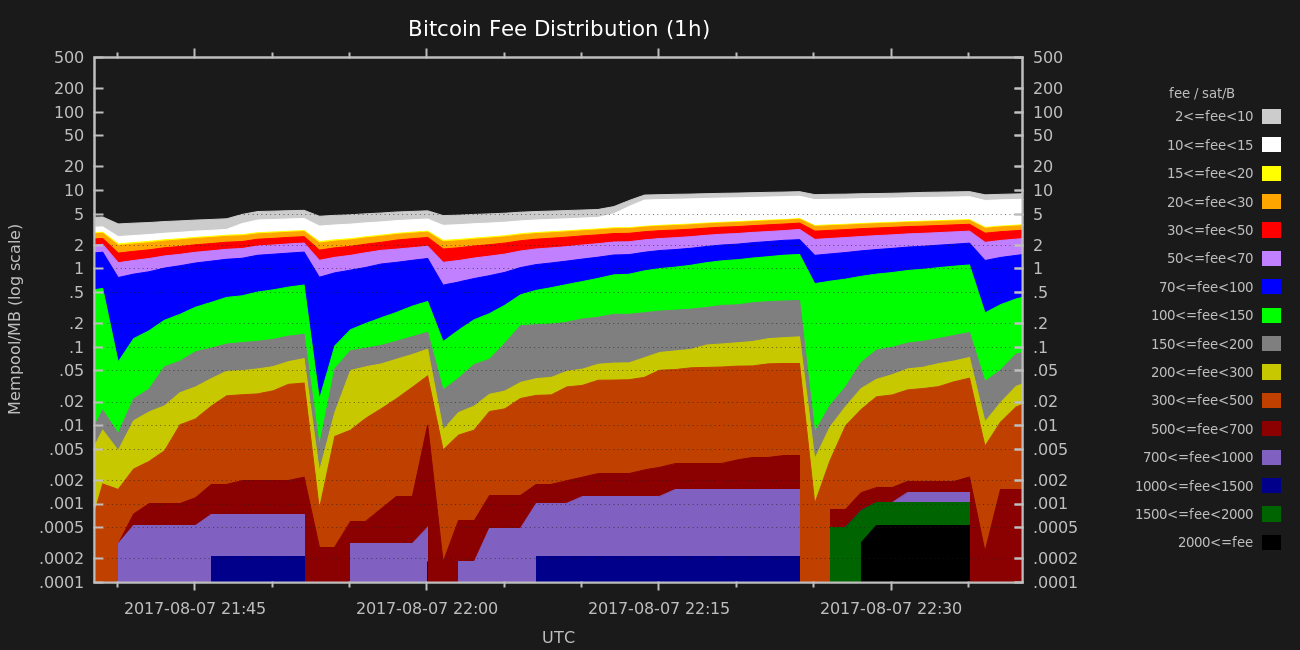 Bitcoin Fee Distribution (1h)
500 500
200 200
100 100
50 50
20 20
10 10
5 5
2 2
1 1
.5 .5
.2 .2
.1 .1
.05 .05
.02 .02
.01 .01
.005 .005
.002 .002
.001 .001
.0005 .0005
.0002 .0002
.0001 .0001
Mempool/MB (log scale)
2017-08-07 21:45 2017-08-07 22:00 2017-08-07 22:15 2017-08-07 22:30
UTC
fee / sat/B
2<=fee<10
10<=fee<15
15<=fee<20
20<=fee<30
30<=fee<50
50<=fee<70
70<=fee<100
100<=fee<150
150<=fee<200
200<=fee<300
300<=fee<500
500<=fee<700
700<=fee<1000
1000<=fee<1500
1500<=fee<2000
2000<=fee